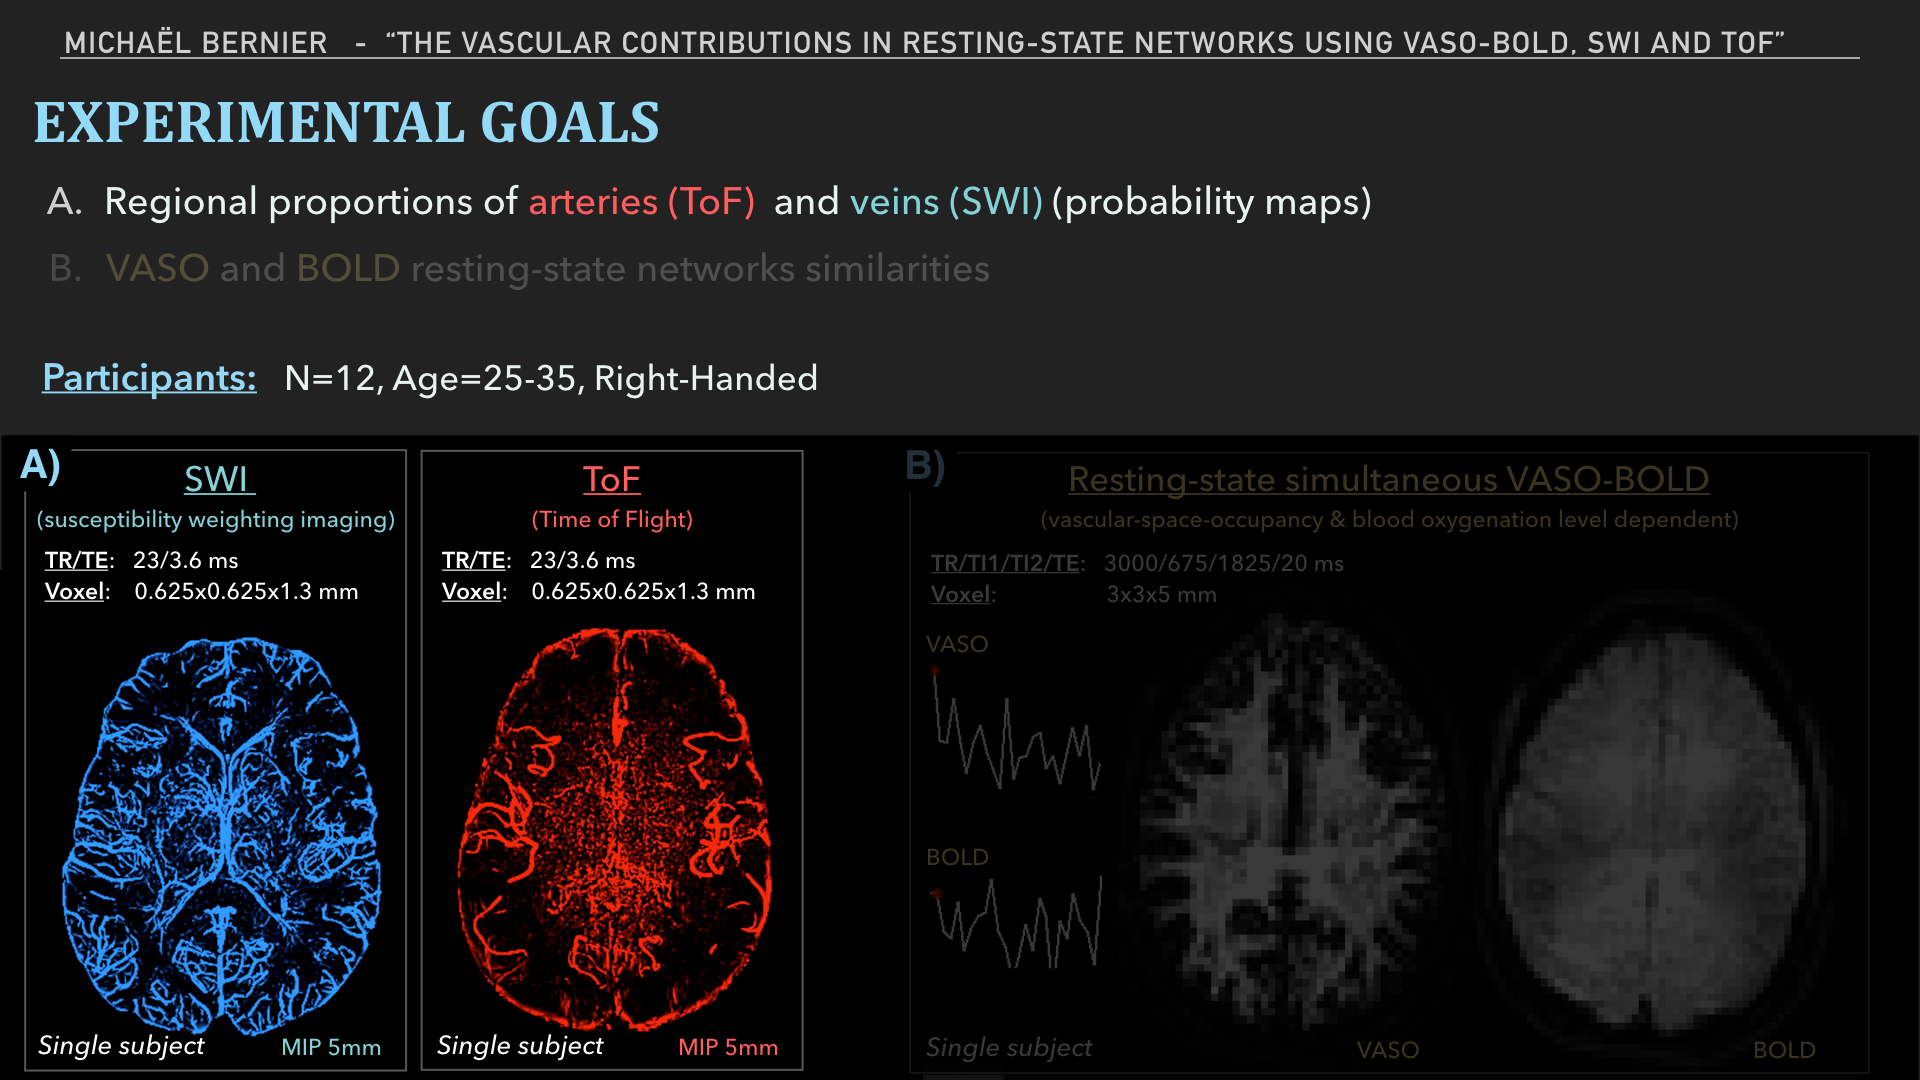 MICHAËL BERNIER - “THE VASCULAR CONTRIBUTIONS IN RESTING-STATE NETWORKS USING VASO-BOLD, SWI AND TOF”
EXPERIMENTAL GOALS
A. Regional proportions of arteries (ToF) and veins (SWI) (probability maps)
B. VASO and BOLD resting-state networks similarities
Participants: N=12, Age=25-35, Right-Handed
A)
SWI
(susceptibility weighting imaging)
TR/TE: 23/3.6 ms
Voxel: 0.625x0.625x1.3 mm
Single subject
MIP 5mm
ToF
(Time of Flight)
TR/TE: 23/3.6 ms
Voxel: 0.625x0.625x1.3 mm
Single subject
MIP 5mm
B)
Resting-state simultaneous VASO-BOLD
(vascular-space-occupancy & blood oxygenation level dependent)
TR/TI1/TI2/TE: 3000/675/1825/20 ms
Voxel: 3x3x5 mm
VASO
BOLD
Single subject
VASO
BOLD